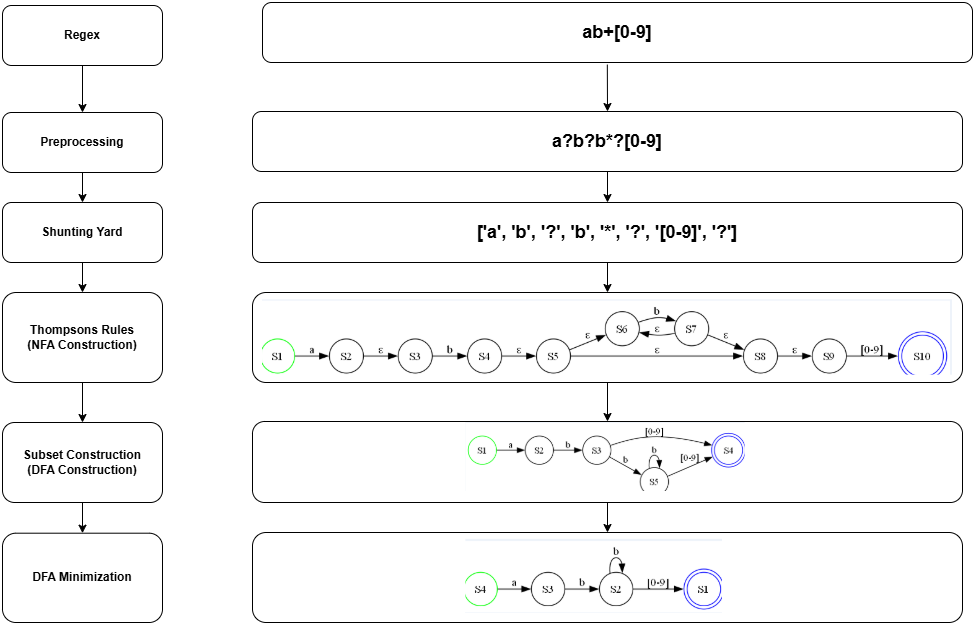 Regex
ab+[0-9]
Preprocessing
a?b?b*?[0-9]
Shunting Yard
['a', 'b', '?', 'b', '*', '?', '[0-9]', '?']
Thompsons Rules
(NFA Construction)
S1 a S2 ε S3 b S4 ε S5 ε S6 b ε S7 ε ε S8 ε S9 [0-9] S10
Subset Construction
(DFA Construction)
S1 a S2 b S3 [0-9] b b S5 [0-9] S4
DFA Minimization
S4 a S3 b b S2 [0-9] S1